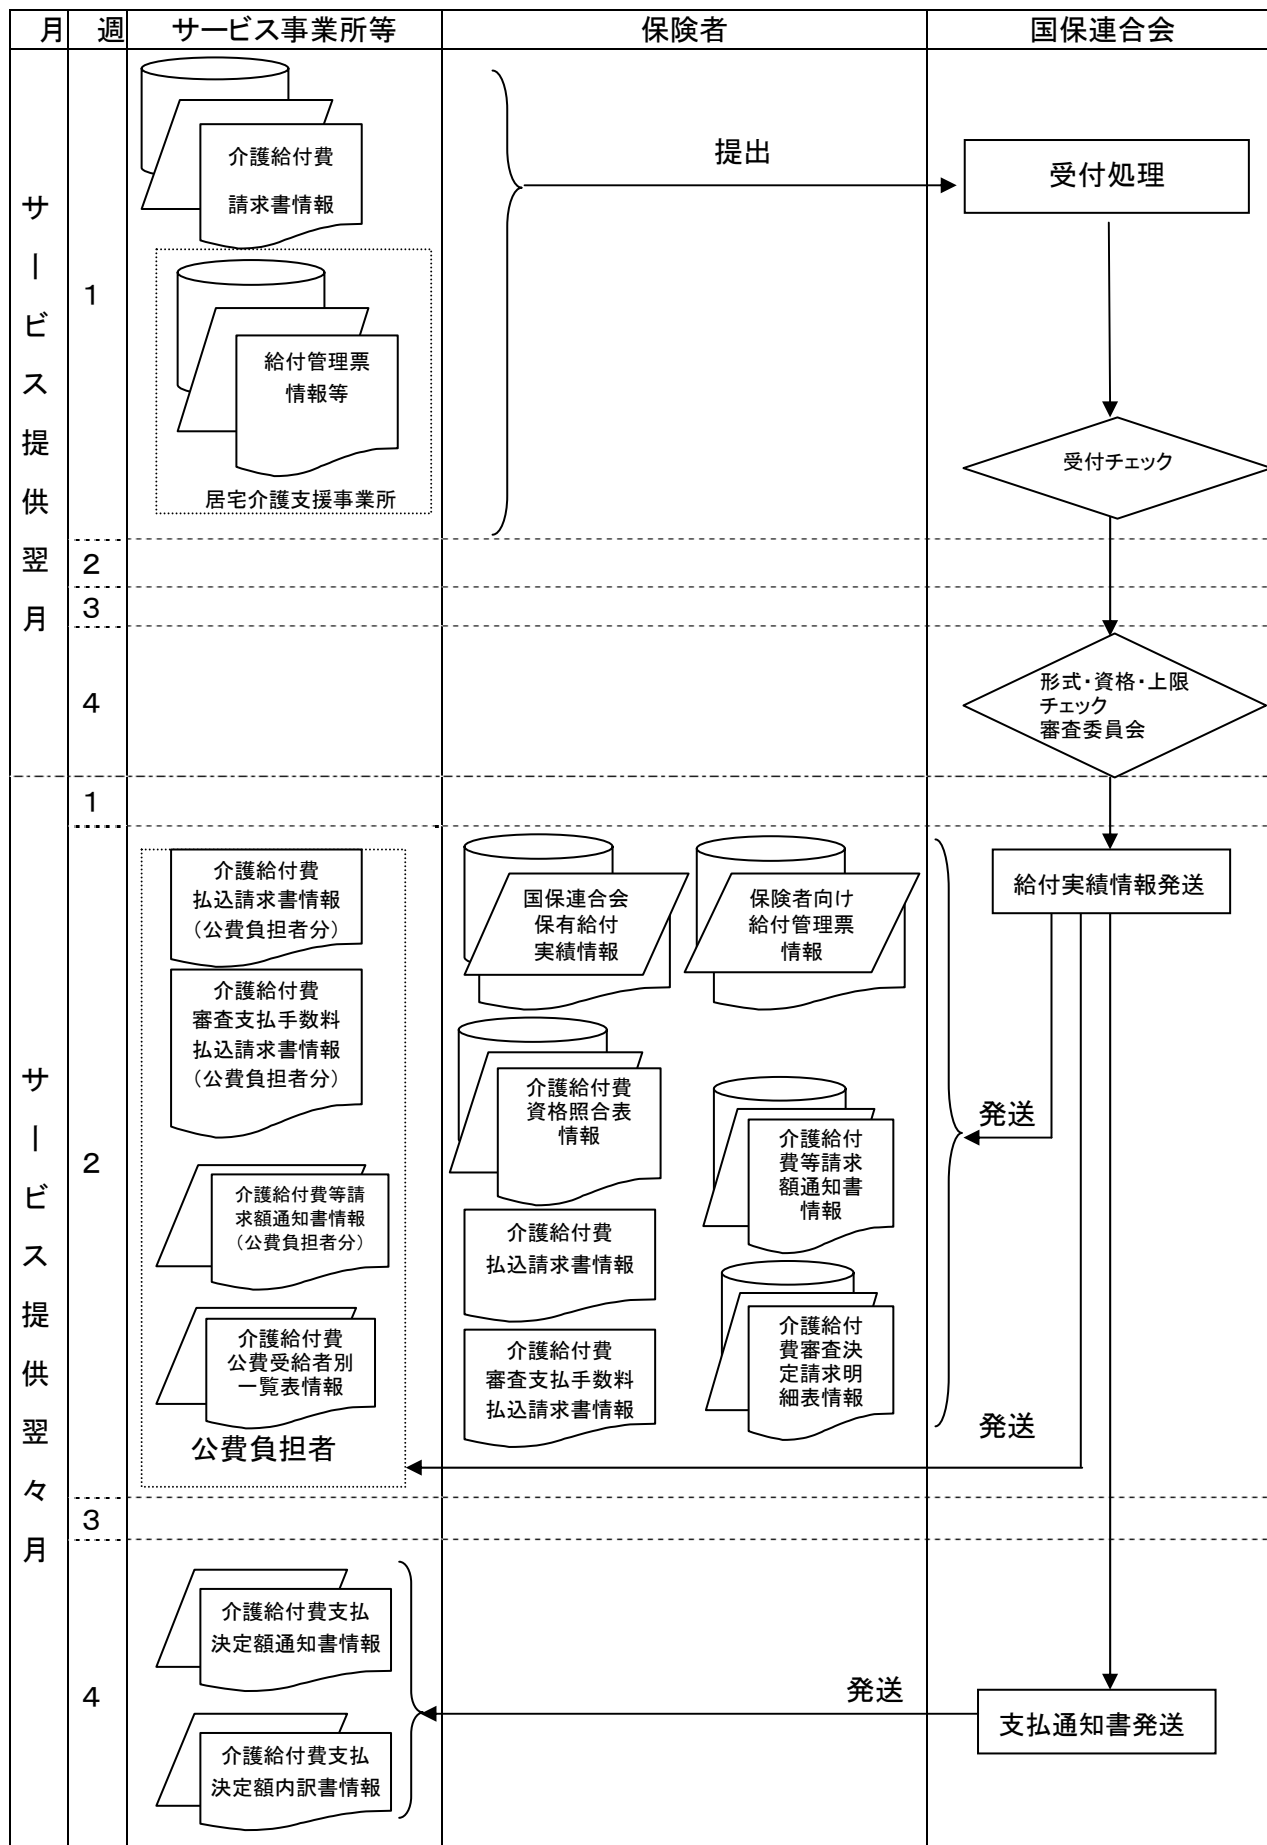 月 週 サービス事業所等 保険者 国保連合会
サービス提供翌月
1
介護給付費
請求書情報
提出
受付処理
給付管理票
情報等
居宅介護支援事業所
受付チェック
2
3
4
形式・資格・上限
チェック
審査委員会
サービス提供翌々月
1
2
介護給付費
払込請求書情報
（公費負担者分）
介護給付費
審査支払手数料
払込請求書情報
（公費負担者分）
介護給付費等請
求額通知書情報
（公費負担者分）
介護給付費
公費受給者別
一覧表情報
公費負担者
国保連合会
保有給付
実績情報
保険者向け
給付管理票
情報
介護給付費
資格照合表
情報
介護給付
費等請求
額通知書
情報
介護給付費
払込請求書情報
介護給付費
審査支払手数料
払込請求書情報
介護給付
費審査決
定請求明
細表情報
給付実績情報発送
発送
発送
3
4
介護給付費支払
決定額通知書情報
介護給付費支払
決定額内訳書情報
発送
支払通知書発送